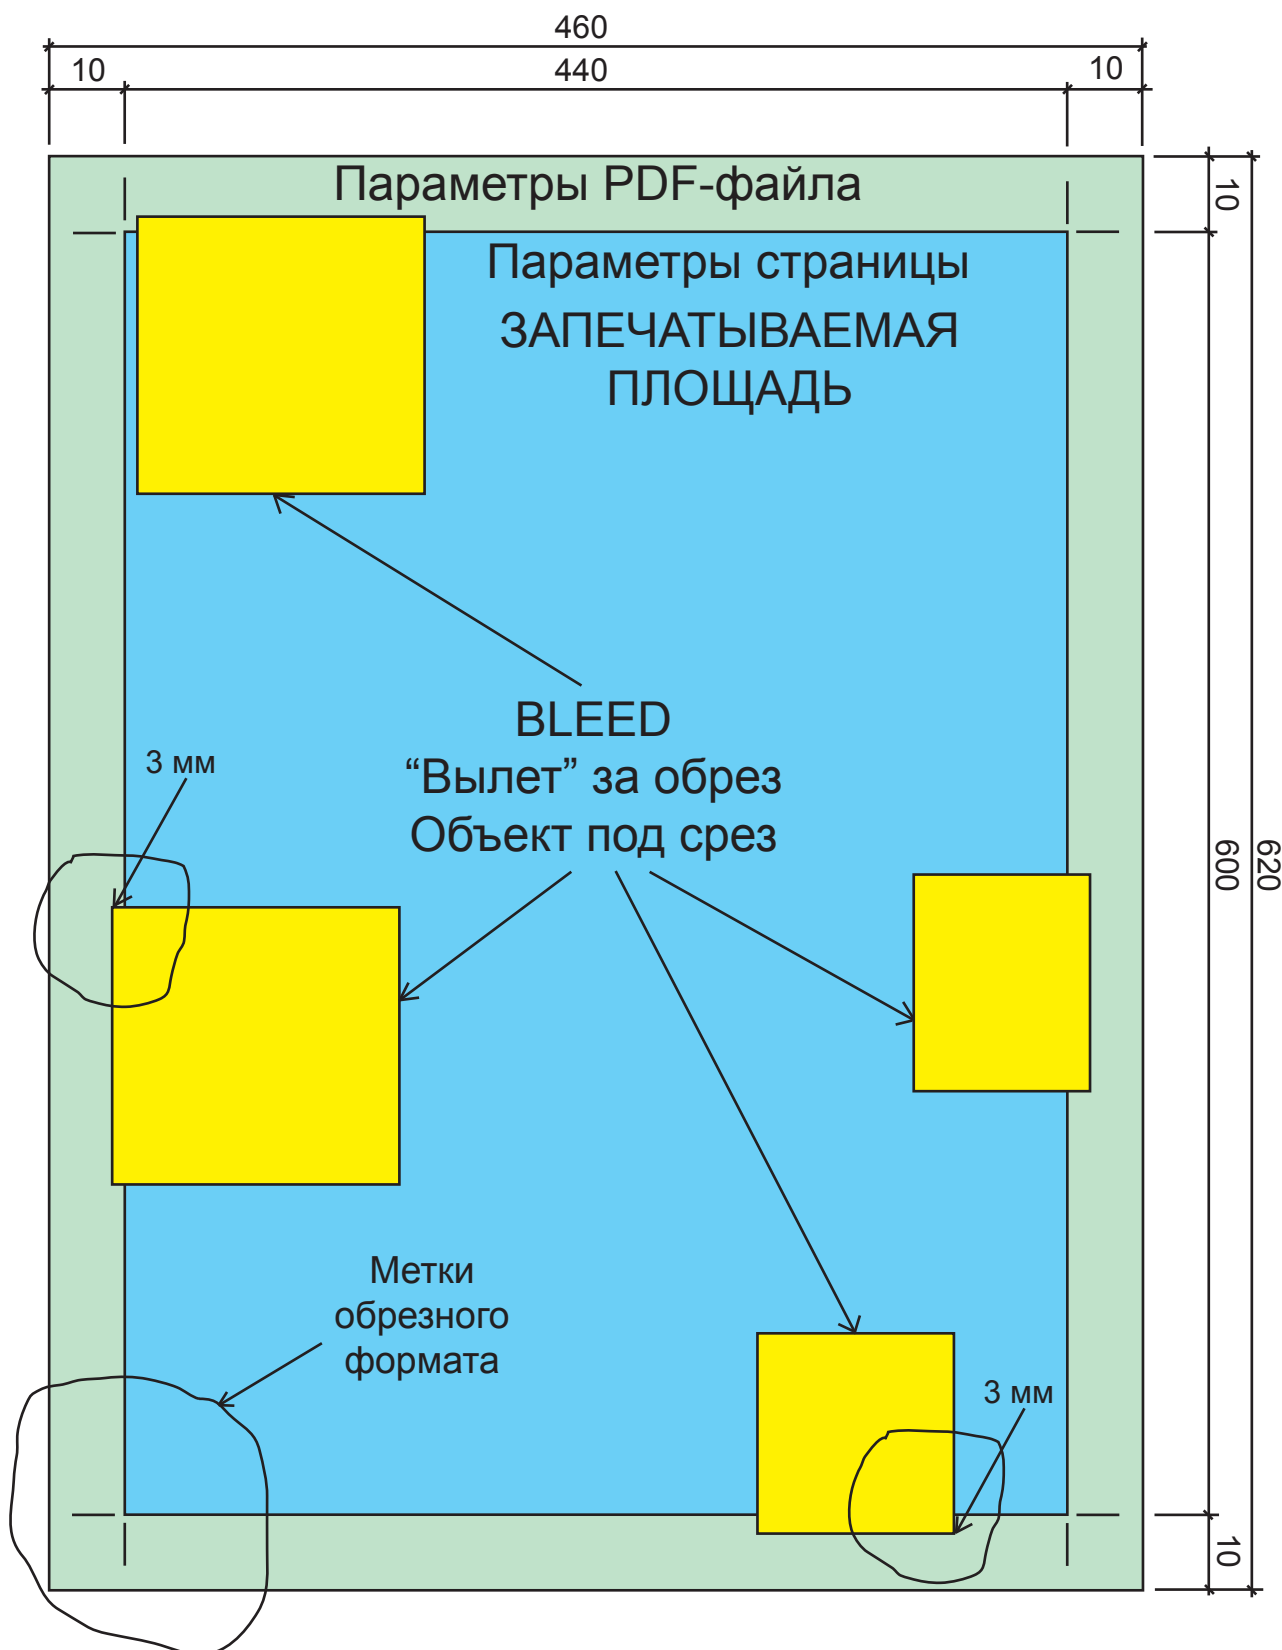 460
10
440
10
Параметры PDF-файла
10
Параметры страницы
ЗАПЕЧАТЫВАЕМАЯ
ПЛОЩАДЬ
BLEED
“Вылет” за обрез
Объект под срез
3 мм
600
620
Метки
обрезного
формата
3 мм
10